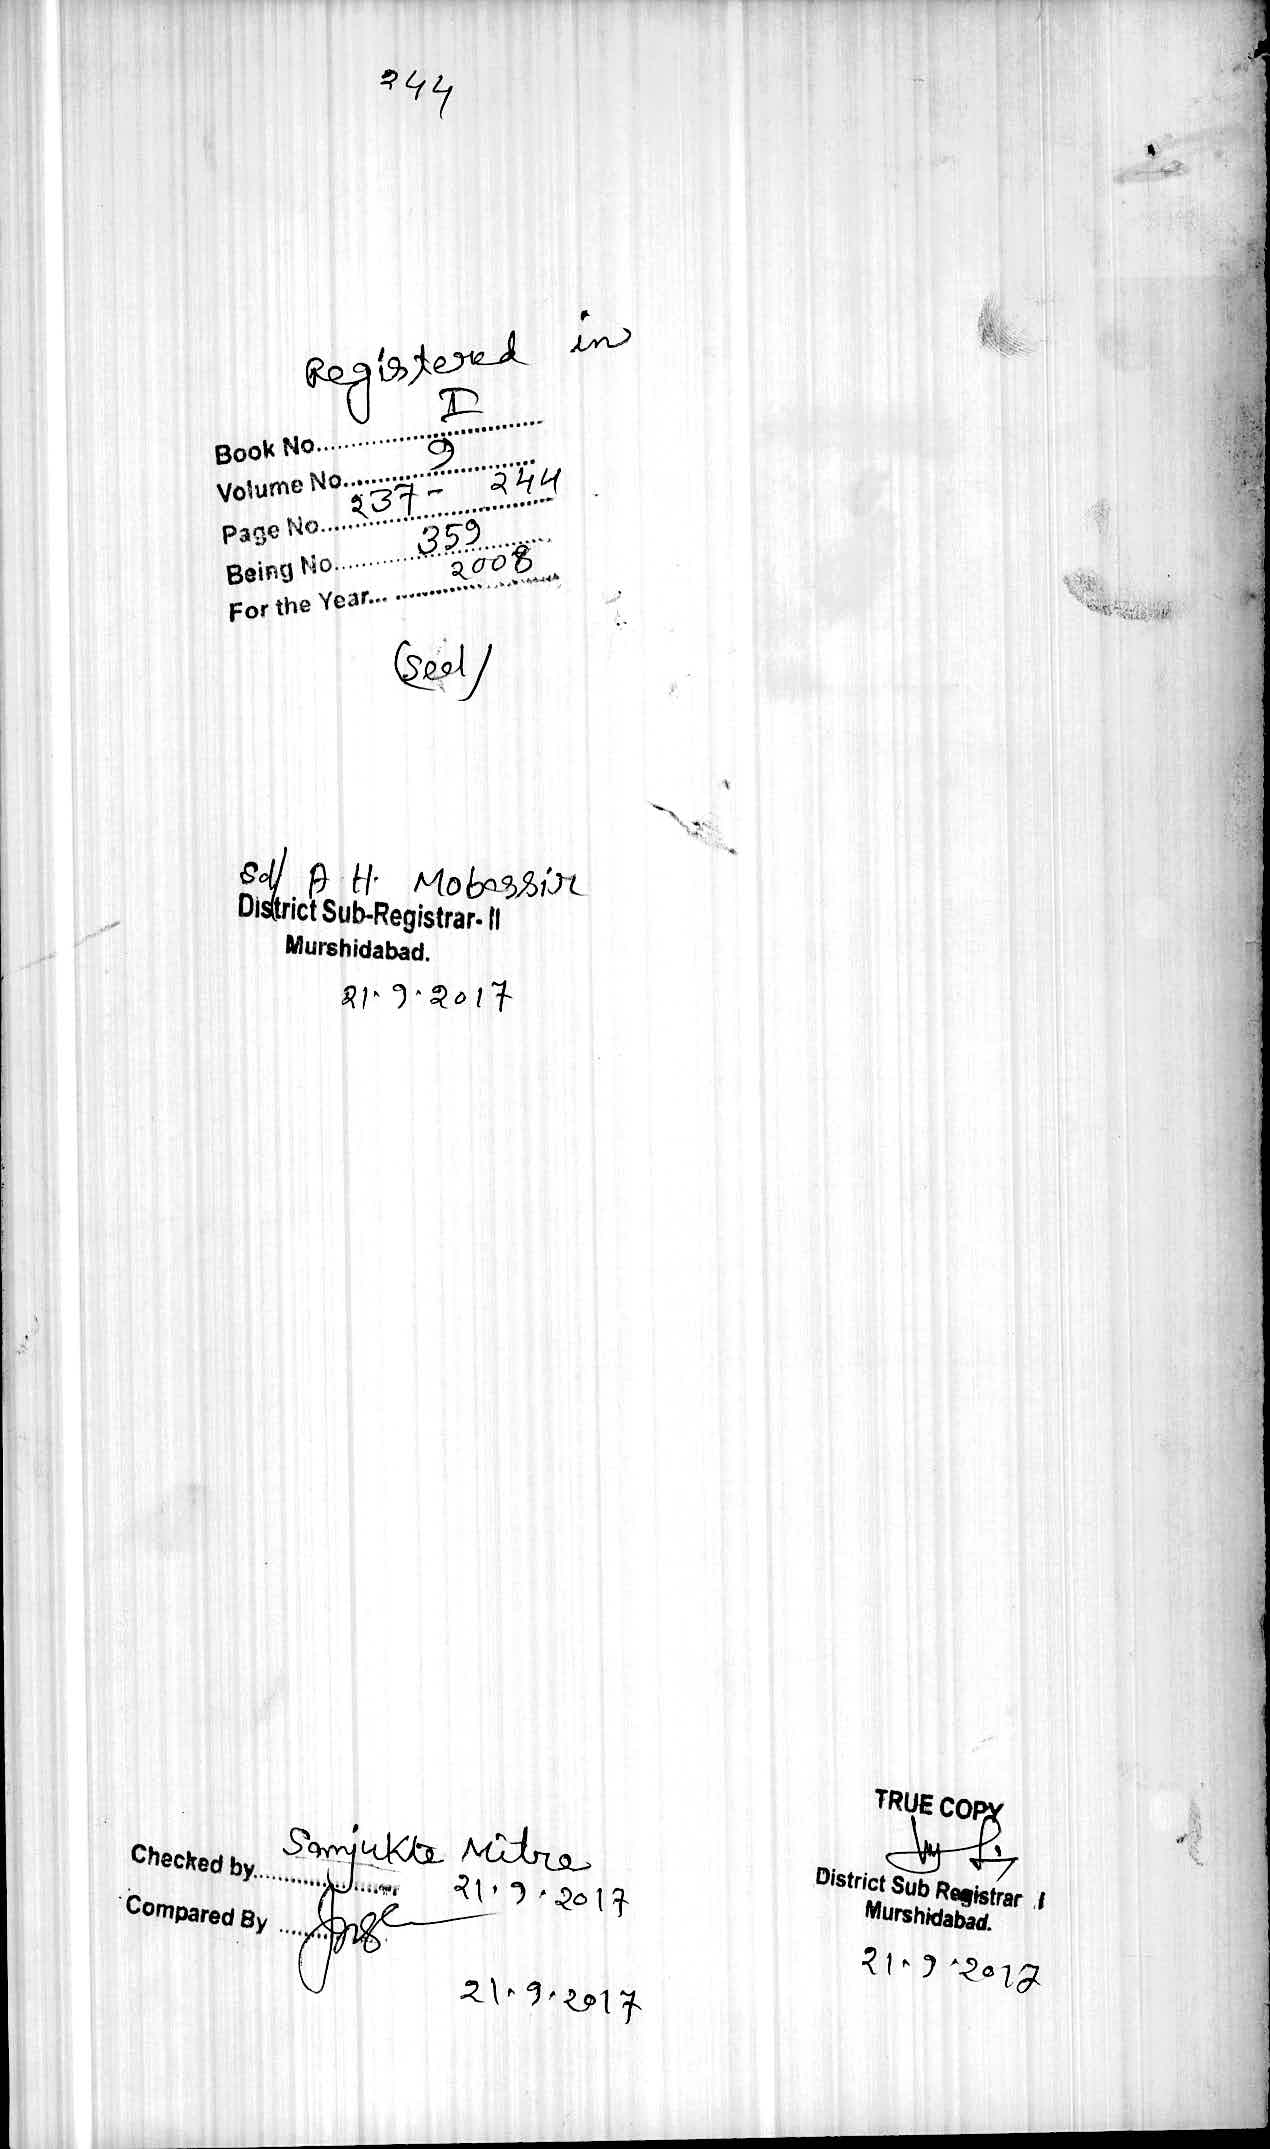 244
Registered in
Book No. I
Volume No. 9
Page No. 237 - 244
Being No. 359
For the Year... 2008
(Seal)
Sd/ A H. Mobassir
District Sub-Registrar- II
Murshidabad.
21.9.2017
TRUE COPY
Checked by Sanjukta Mitra
21.9.2017
District Sub Registrar I
Compared By
Murshidabad.
21.9.2017
21.9.2017